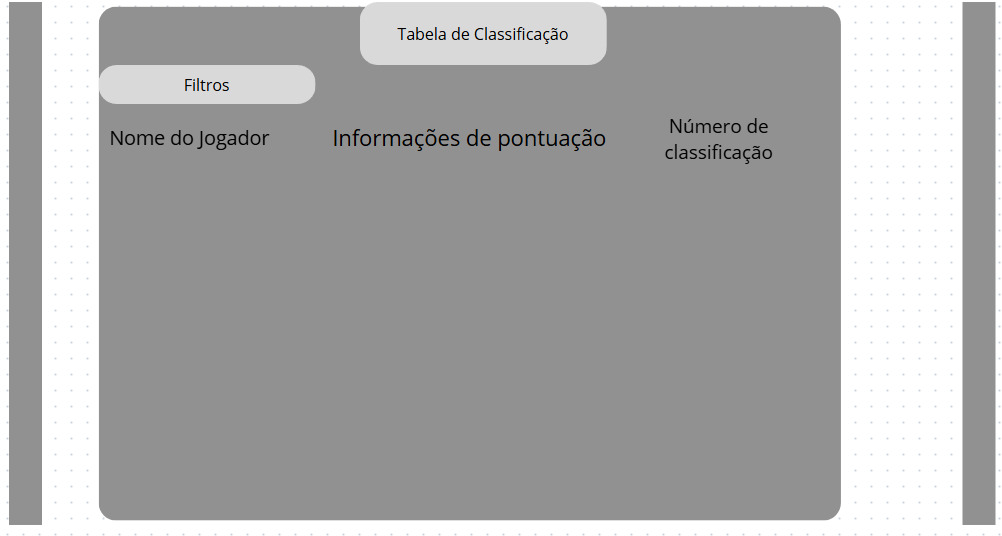 Tabela de Classificação
Filtros
Nome do Jogador
Informações de pontuação
Número de
classificação